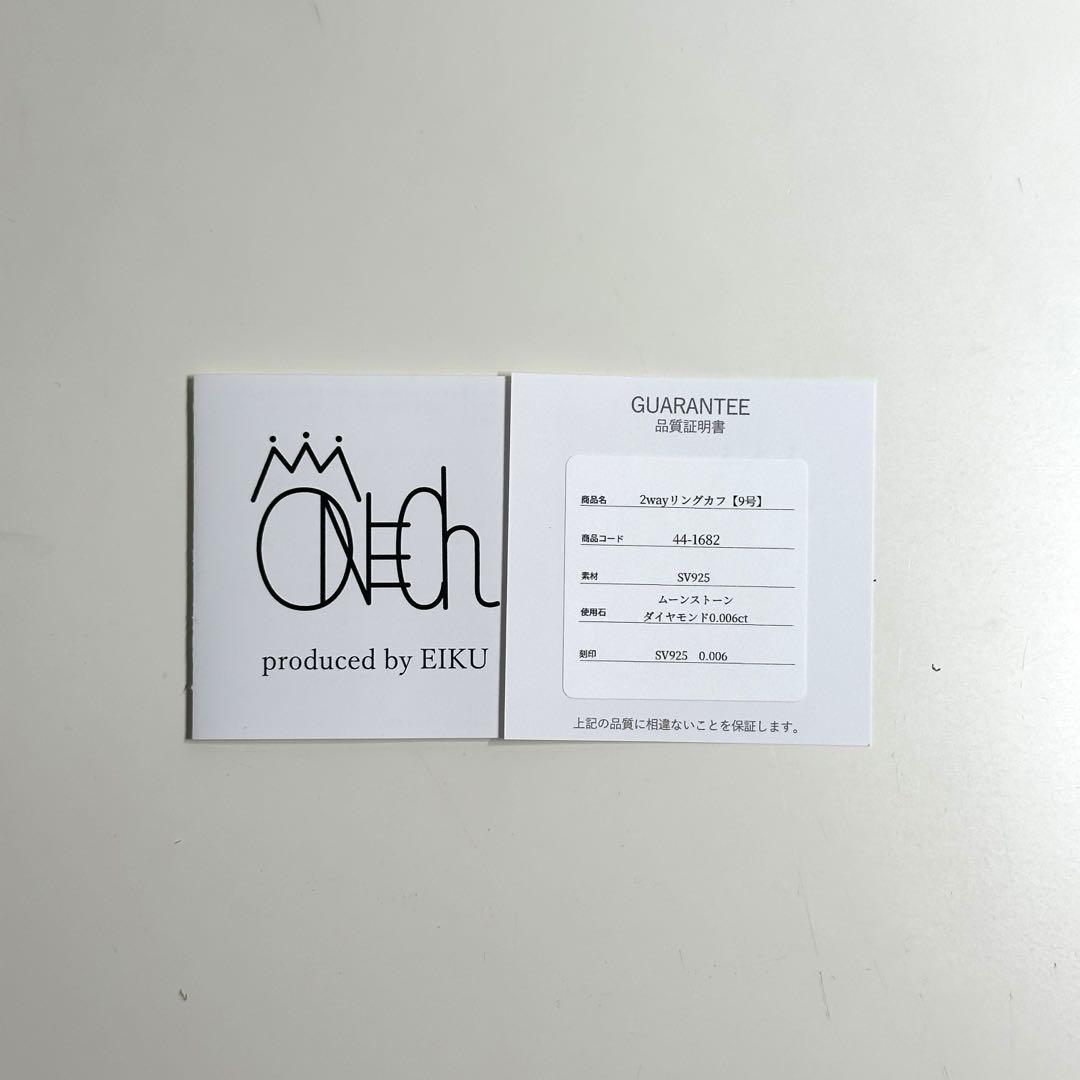 ONECh
produced by EIKU
GUARANTEE
品質証明書
商品名 2wayリングカフ【9号】
商品コード 44-1682
素材 SV925
使用石 ムーンストーン
ダイヤモンド0.006ct
刻印 SV925 0.006
上記の品質に相違ないことを保証します。